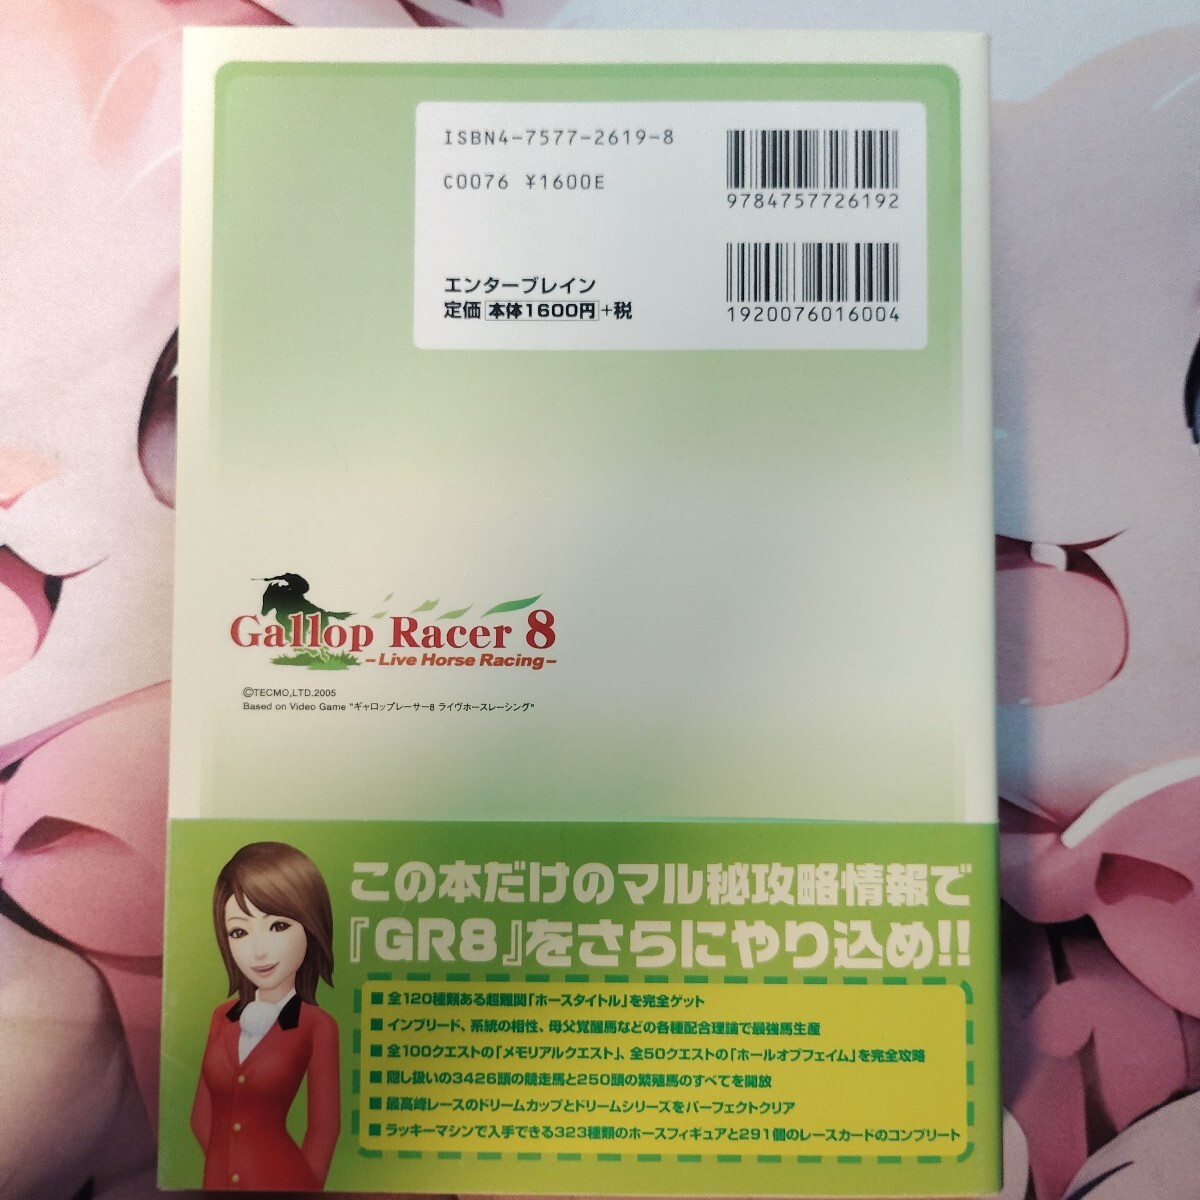 ISBN4-7577-2619-8
C0076 ¥1600E
9784757726192
エンターブレイン
定価 本体1600円 +税
1920076016004
Gallop Racer 8
-Live Horse Racing-
©TECMO,LTD.2005
Based on Video Game "ギャロップレーサー8 ライヴホースレーシング"
この本だけのマル秘攻略情報で
『GR8』をさらにやり込め!!
■全120種類ある超難関「ホースタイトル」を完全ゲット
■インブリード、系統の相性、母父覚醒馬などの各種配合理論で最強馬生産
■全100クエストの「メモリアルクエスト」、全50クエストの「ホールオブフェイム」を完全攻略
■隠し扱いの3426頭の競走馬と250頭の繁殖馬のすべてを開放
■最高峰レースのドリームカップとドリームシリーズをパーフェクトクリア
■ラッキーマシンで入手できる323種類のホースフィギュアと291個のレースカードのコンプリート